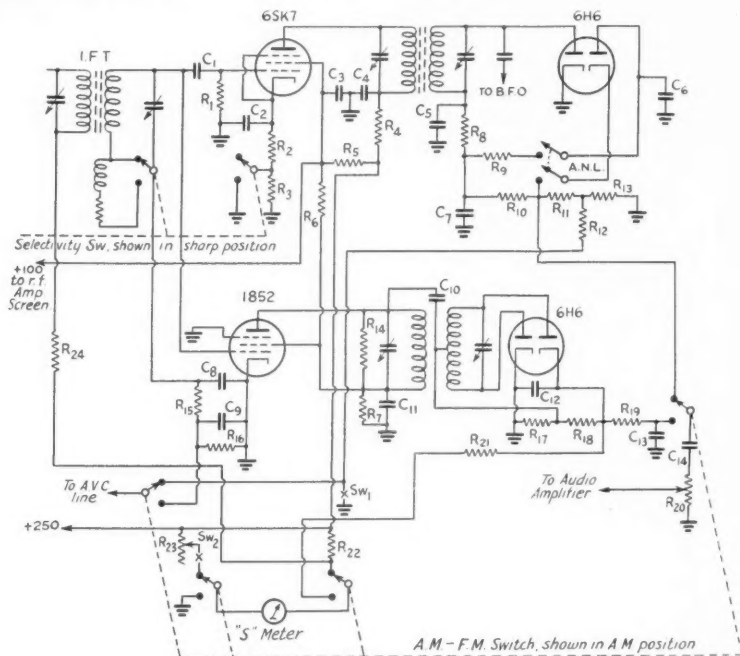 6SK7
6H6
I.F.T
C1
R1
C2
R2
R3
C3
C4
R4
R5
R6
TO B.F.O
C5
R8
R9
C6
A.N.L.
R13
C7
R10
R11
R12
Selectivity Sw. shown in sharp position
+100
to r.f.
Amp
Screen
1852
C10
6H6
R24
C8
R15
C9
R16
R14
R7
C11
C12
R17
R18
R19
C13
C14
R21
To A.V.C
line
Sw1
To Audio
Amplifier
R20
+250
R23
Sw2
R22
"S" Meter
A.M. – F.M. Switch, shown in A.M position